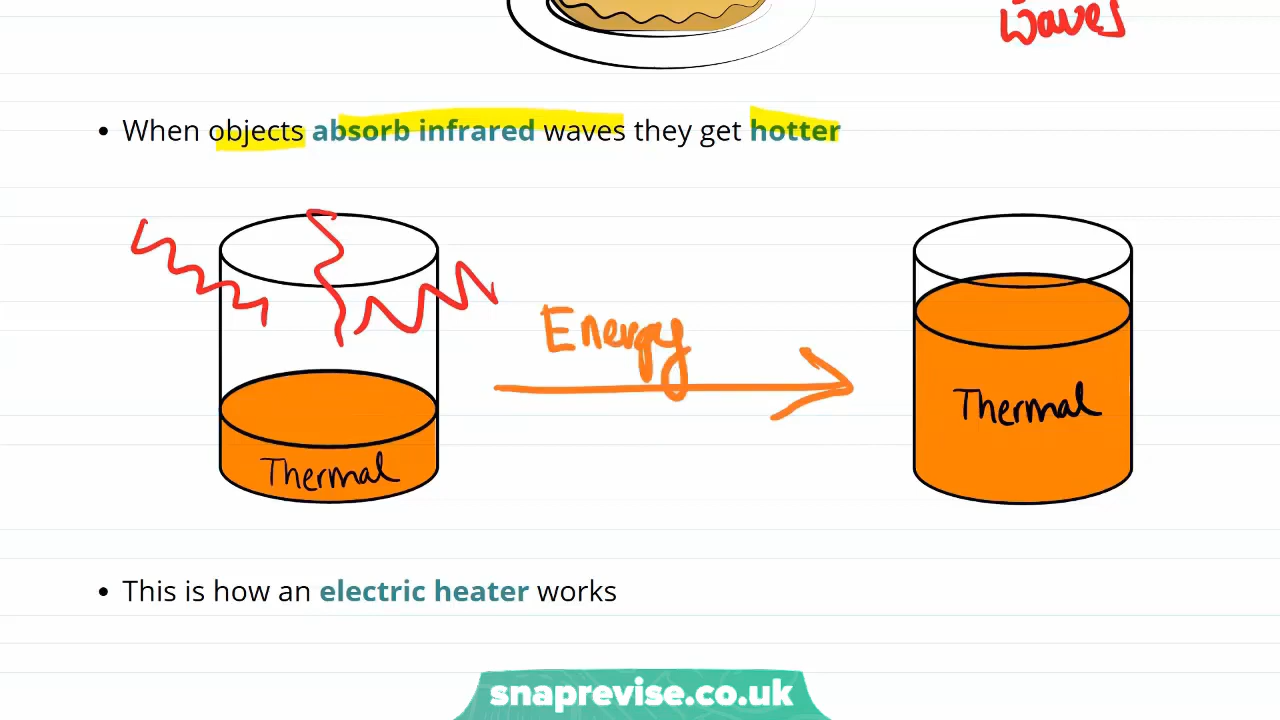 waves
• When objects absorb infrared waves they get hotter
Energy
Thermal
Thermal
• This is how an electric heater works
snaprevise.co.uk